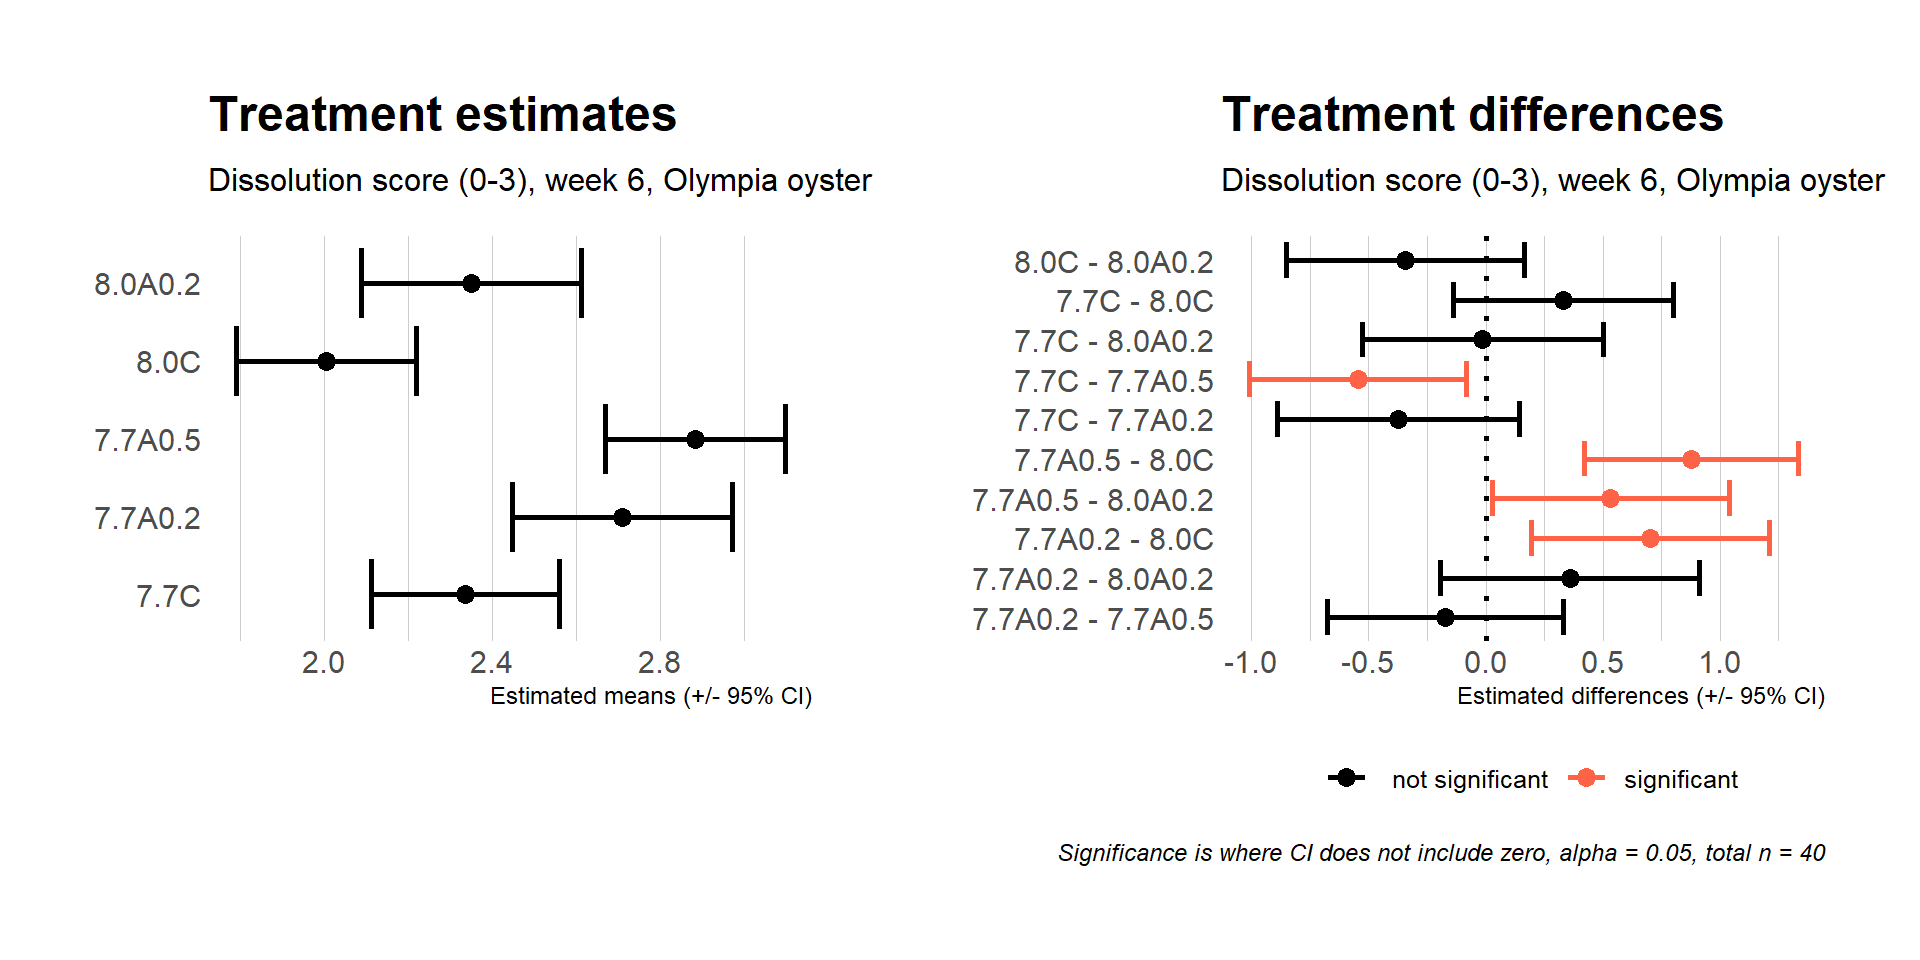 Treatment estimates
Dissolution score (0-3), week 6, Olympia oyster
8.0A0.2
8.0C
7.7A0.5
7.7A0.2
7.7C
2.0 2.4 2.8
Estimated means (+/- 95% CI)
Treatment differences
Dissolution score (0-3), week 6, Olympia oyster
8.0C - 8.0A0.2
7.7C - 8.0C
7.7C - 8.0A0.2
7.7C - 7.7A0.5
7.7C - 7.7A0.2
7.7A0.5 - 8.0C
7.7A0.5 - 8.0A0.2
7.7A0.2 - 8.0C
7.7A0.2 - 8.0A0.2
7.7A0.2 - 7.7A0.5
-1.0 -0.5 0.0 0.5 1.0
Estimated differences (+/- 95% CI)
not significant significant
Significance is where CI does not include zero, alpha = 0.05, total n = 40